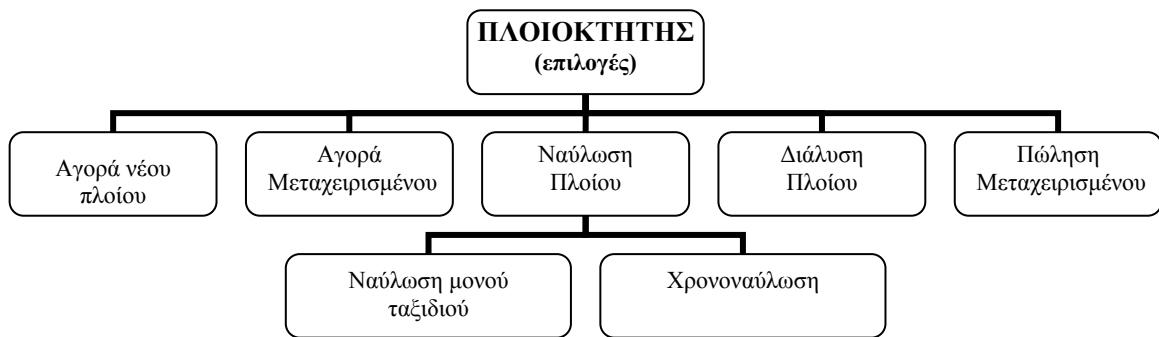 ΠΛΟΙΟΚΤΗΤΗΣ
(επιλογές)
Αγορά νέου
πλοίου
Αγορά
Μεταχειρισμένου
Ναύλωση
Πλοίου
Διάλυση
Πλοίου
Πώληση
Μεταχειρισμένου
Ναύλωση μονού
ταξιδιού
Χρονοναύλωση